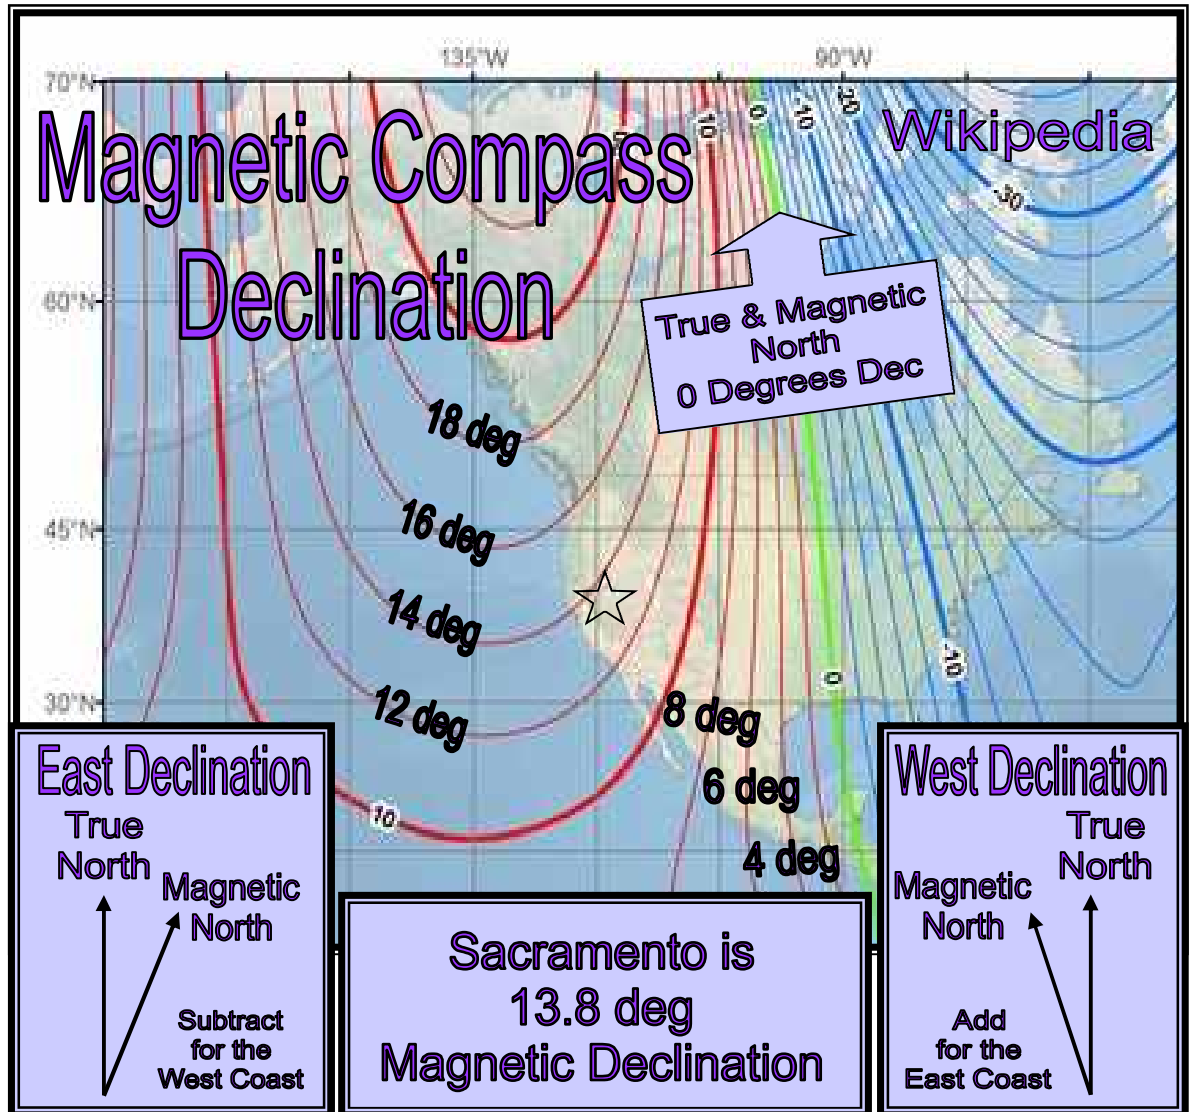 135°W
90°W
70°N
Magnetic Compass
Declination
Wikipedia
10
0
-10
-20
-30
60°N
True & Magnetic
North
0 Degrees Dec
18 deg
16 deg
45°N
14 deg
12 deg
30°N
8 deg
6 deg
4 deg
0
-10
10
East Declination
True
North
Magnetic
North
Subtract
for the
West Coast
Sacramento is
13.8 deg
Magnetic Declination
West Declination
True
North
Magnetic
North
Add
for the
East Coast